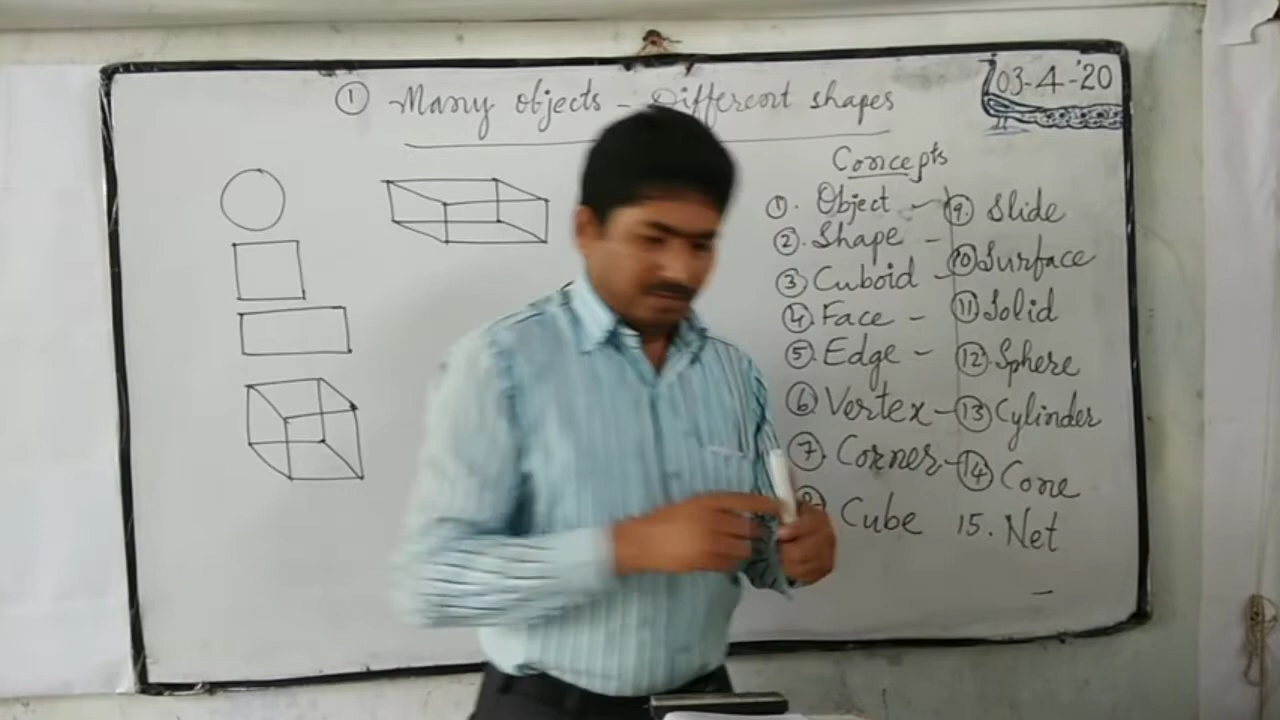 03-4-'20
① Many objects - Different shapes
Concepts
①. Object -
②. Shape -
③ Cuboid -
④ Face -
⑤. Edge -
⑥ Vertex -
⑦. Corner -
⑧ Cube
⑨. Slide
⑩ Surface
⑪ Solid
⑫. Sphere
⑬ Cylinder
⑭ Cone
15. Net